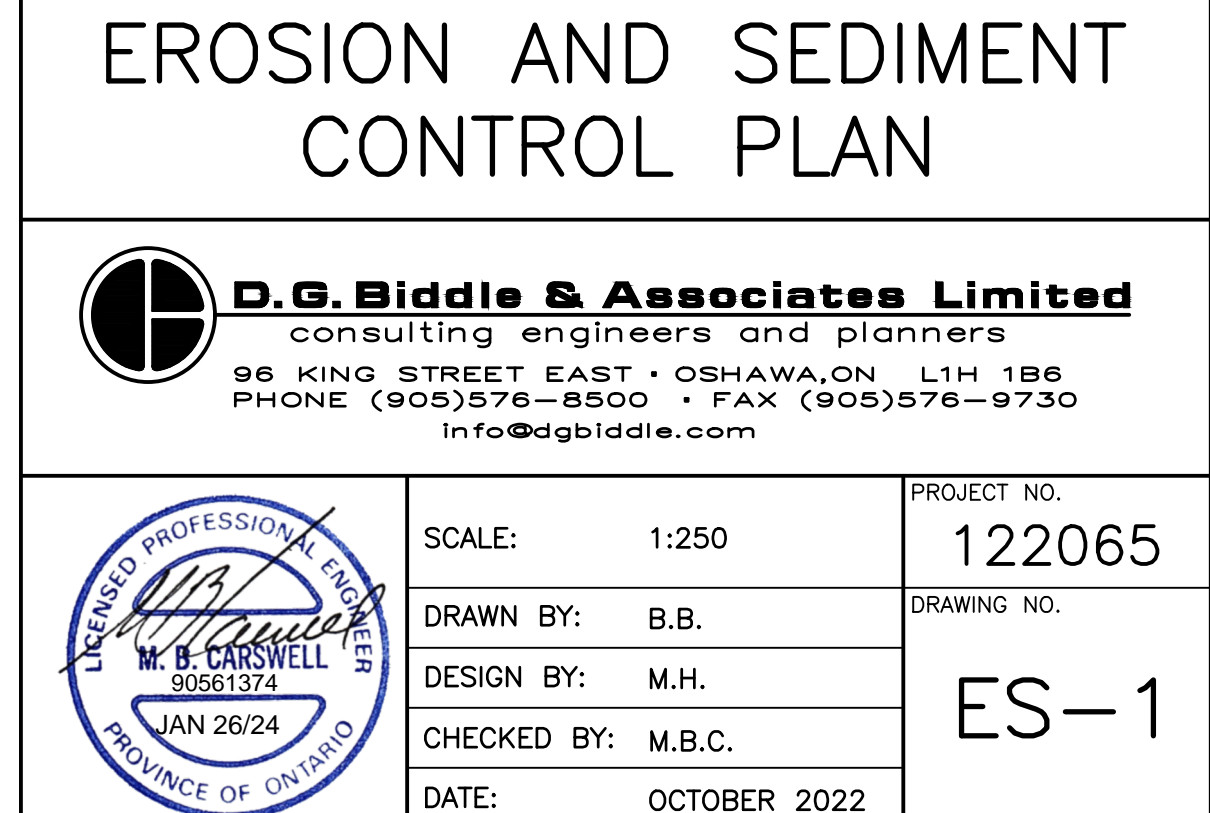 EROSION AND SEDIMENT
CONTROL PLAN
D.G. Biddle & Associates Limited
consulting engineers and planners
96 KING STREET EAST • OSHAWA,ON L1H 1B6
PHONE (905)576-8500 • FAX (905)576-9730
info@dgbiddle.com
LICENSED PROFESSIONAL ENGINEER
M. B. CARSWELL
90561374
JAN 26/24
PROVINCE OF ONTARIO
SCALE: 1:250
DRAWN BY: B.B.
DESIGN BY: M.H.
CHECKED BY: M.B.C.
DATE: OCTOBER 2022
PROJECT NO.
122065
DRAWING NO.
ES-1